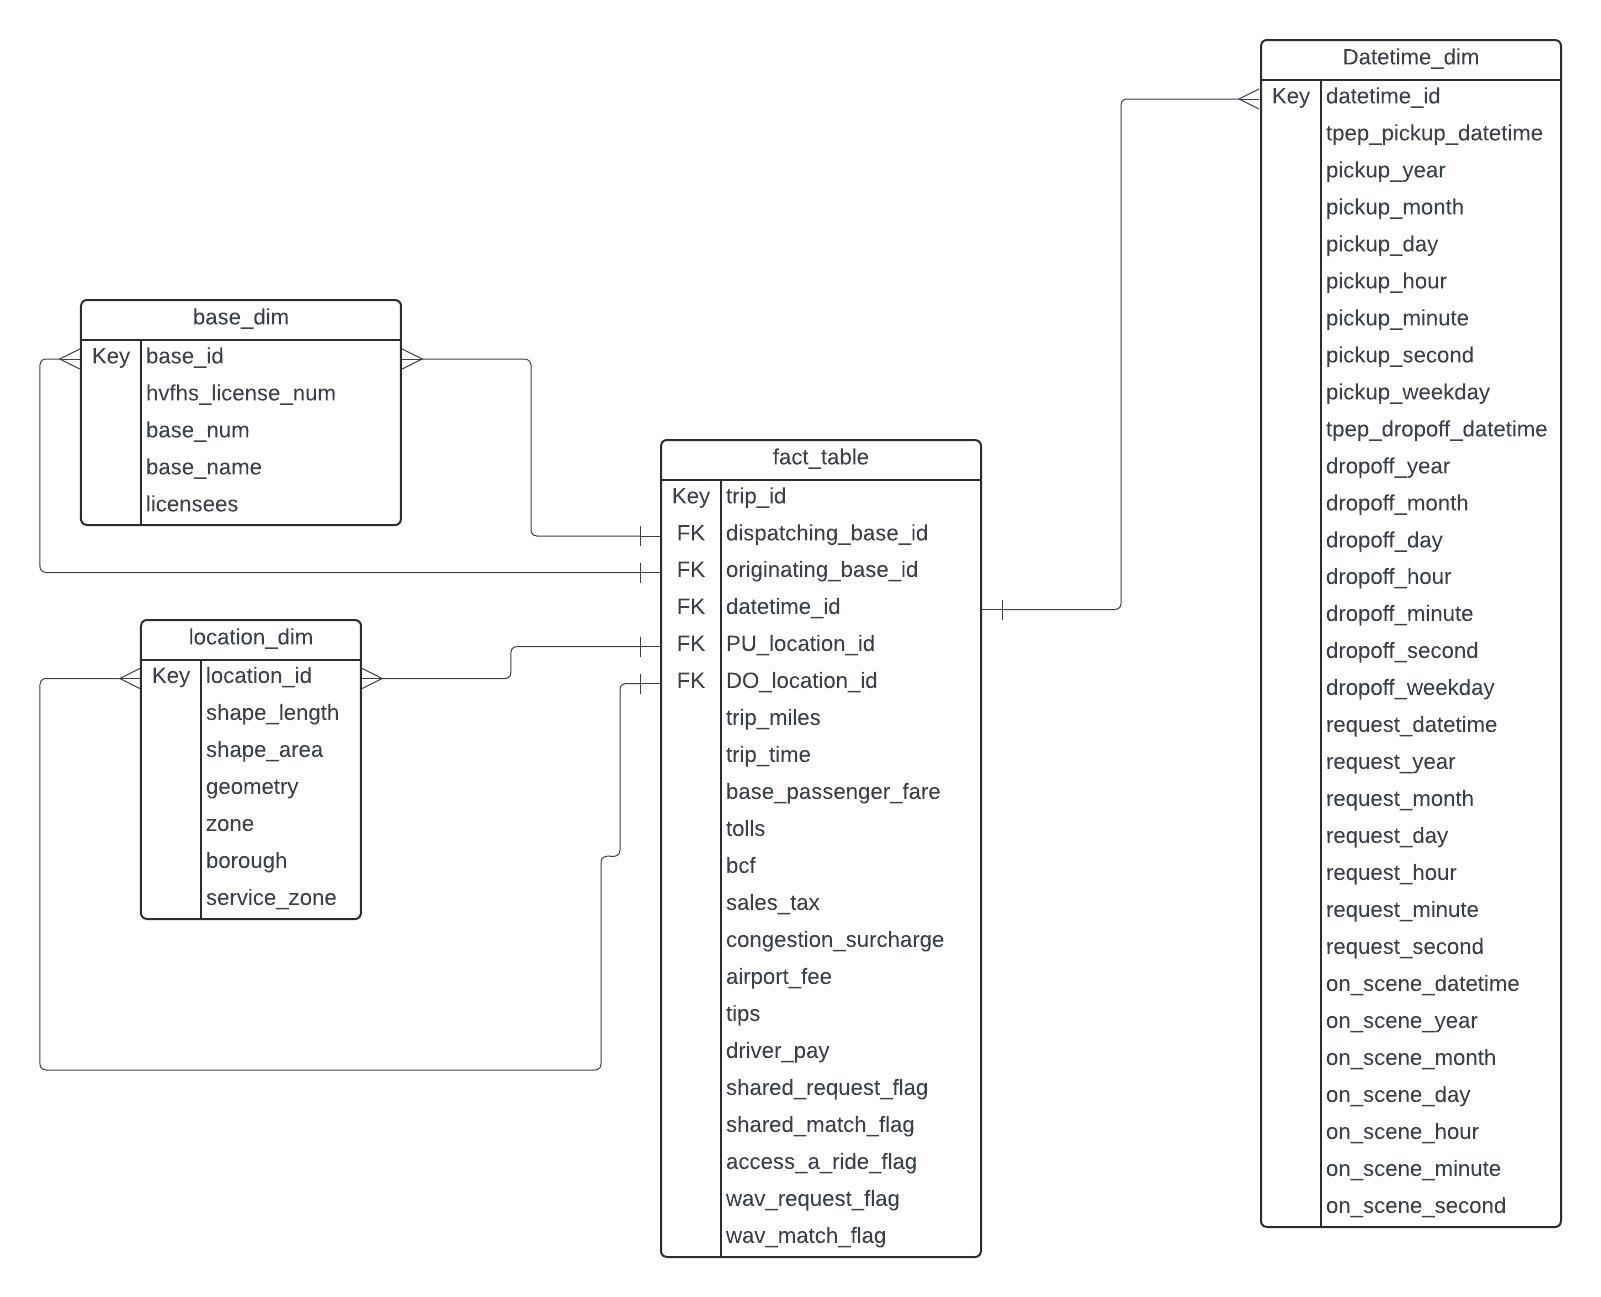 base_dim
Key base_id
hvfhs_license_num
base_num
base_name
licensees
location_dim
Key location_id
shape_length
shape_area
geometry
zone
borough
service_zone
fact_table
Key trip_id
FK dispatching_base_id
FK originating_base_id
FK datetime_id
FK PU_location_id
FK DO_location_id
trip_miles
trip_time
base_passenger_fare
tolls
bcf
sales_tax
congestion_surcharge
airport_fee
tips
driver_pay
shared_request_flag
shared_match_flag
access_a_ride_flag
wav_request_flag
wav_match_flag
Datetime_dim
Key datetime_id
tpep_pickup_datetime
pickup_year
pickup_month
pickup_day
pickup_hour
pickup_minute
pickup_second
pickup_weekday
tpep_dropoff_datetime
dropoff_year
dropoff_month
dropoff_day
dropoff_hour
dropoff_minute
dropoff_second
dropoff_weekday
request_datetime
request_year
request_month
request_day
request_hour
request_minute
request_second
on_scene_datetime
on_scene_year
on_scene_month
on_scene_day
on_scene_hour
on_scene_minute
on_scene_second